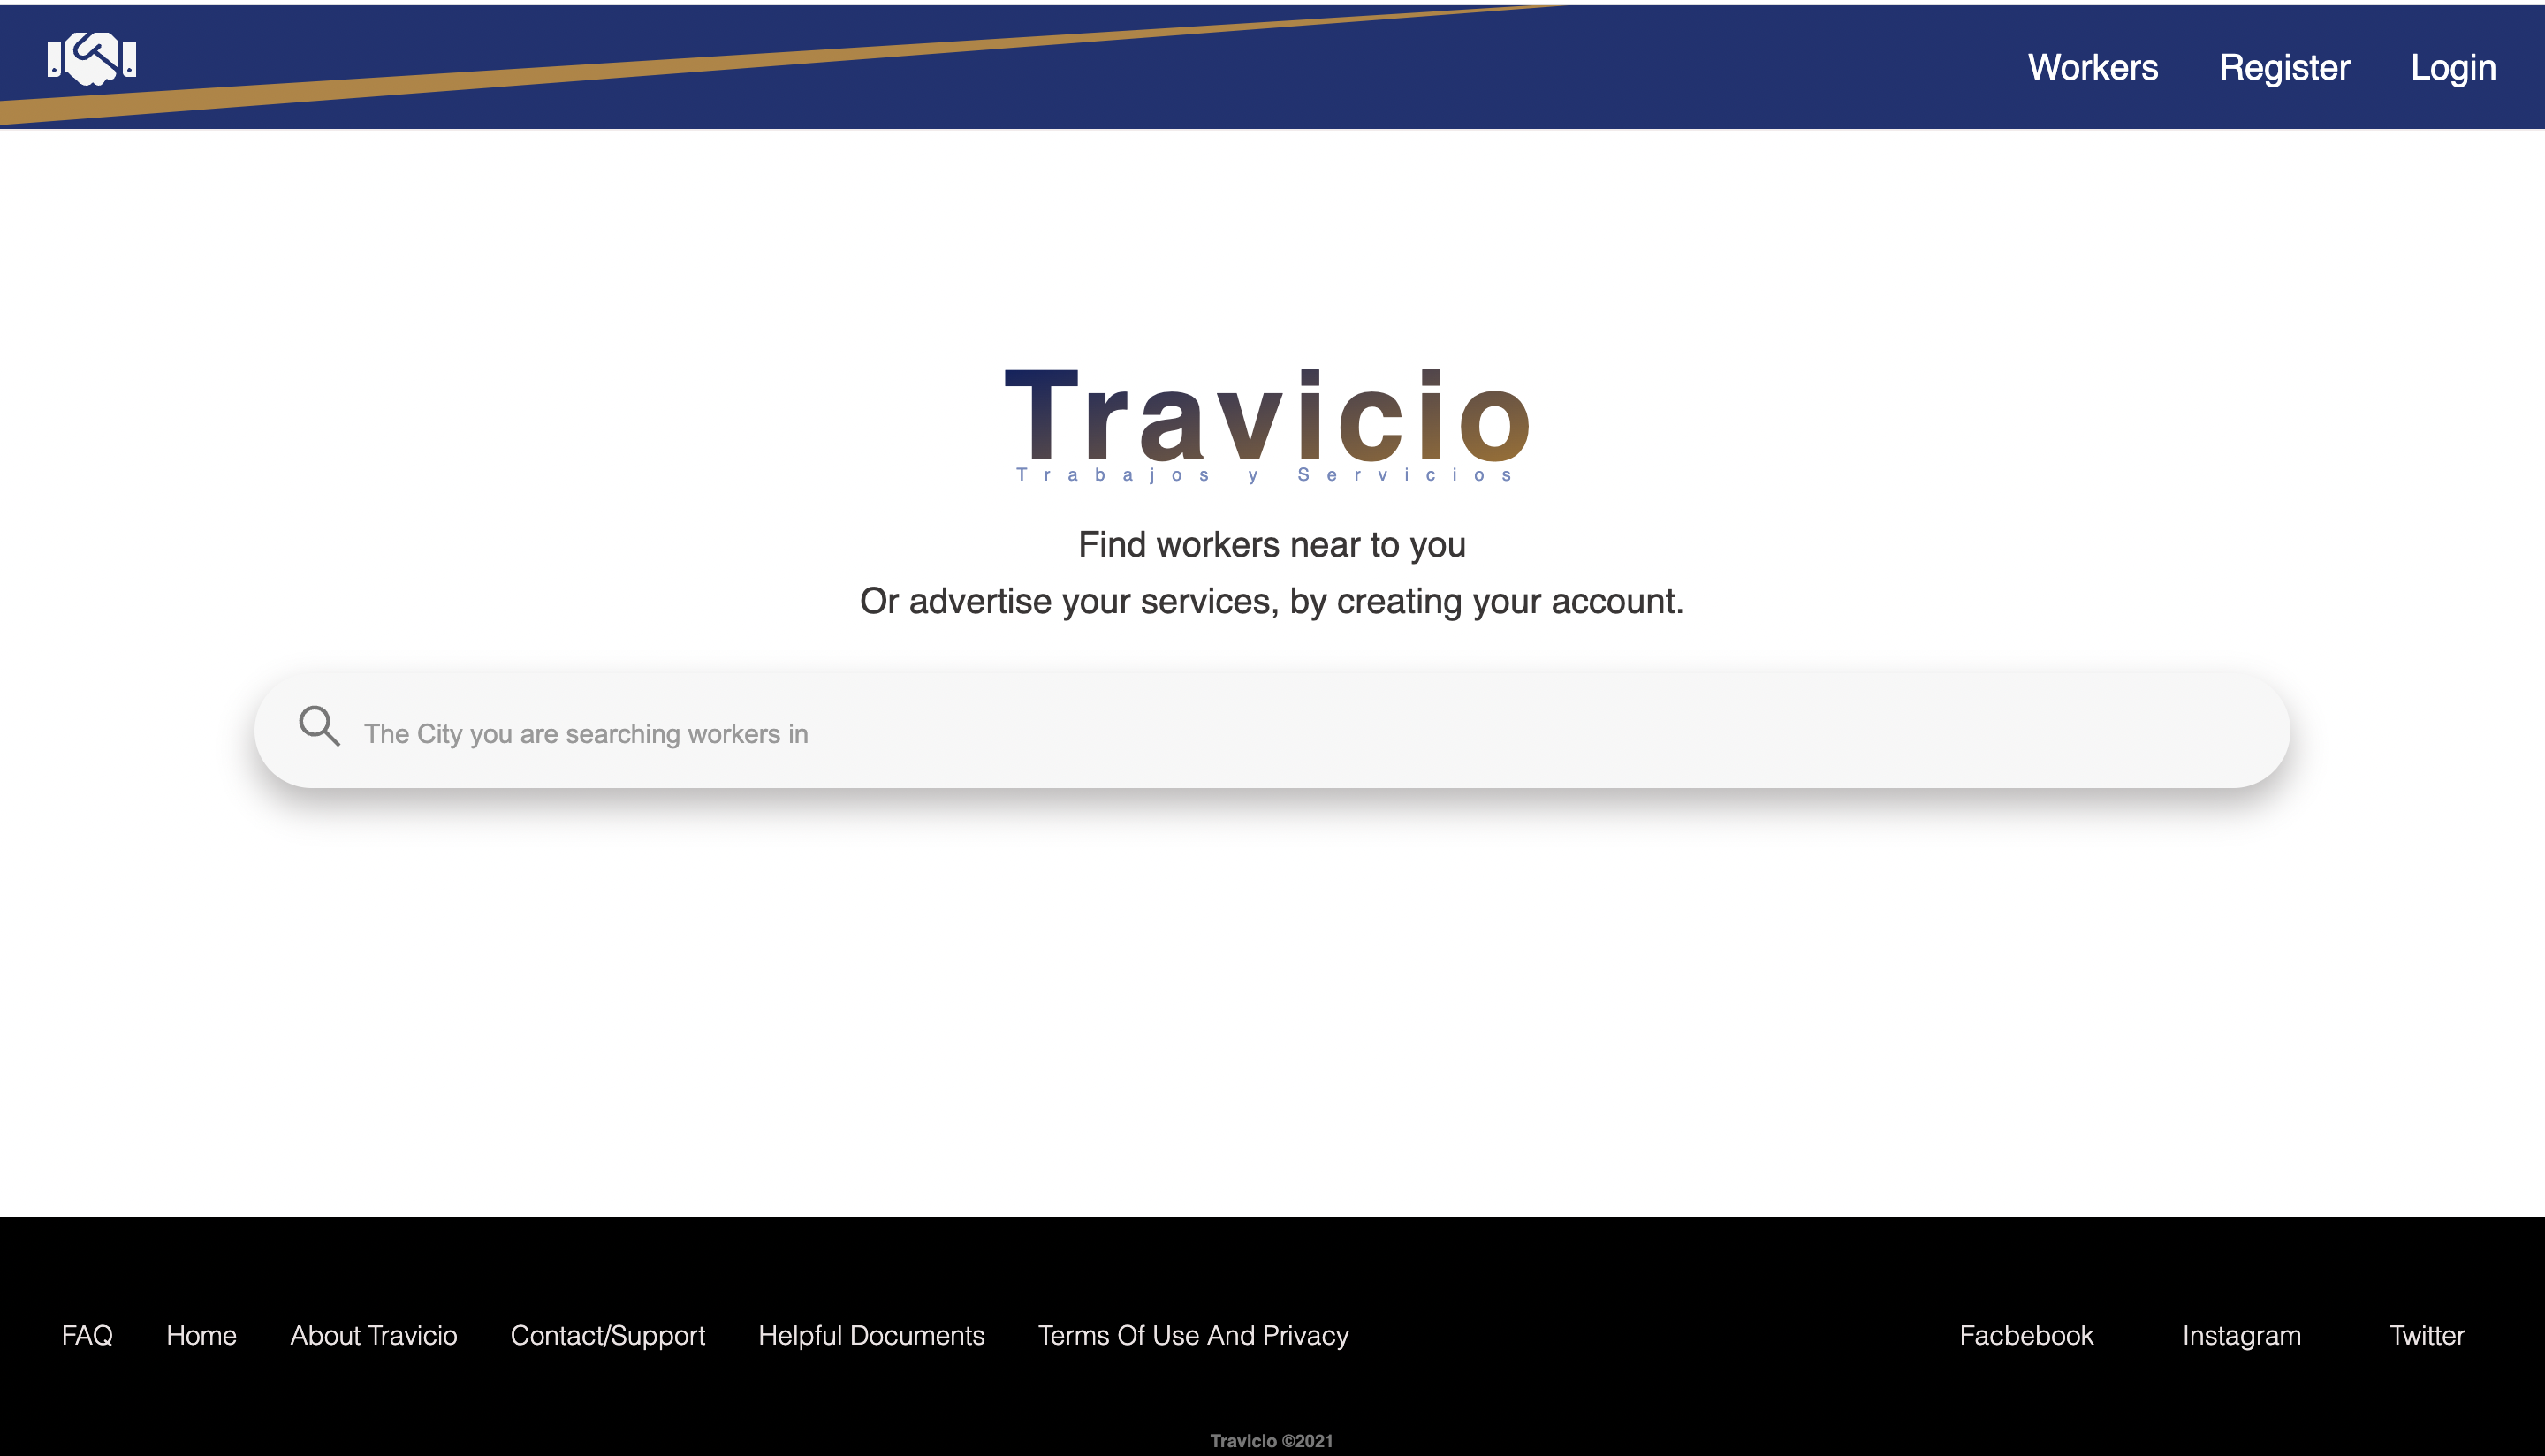 Workers Register Login
Travicio
Trabajos y Servicios
Find workers near to you
Or advertise your services, by creating your account.
The City you are searching workers in
FAQ Home About Travicio Contact/Support Helpful Documents Terms Of Use And Privacy Facbebook Instagram Twitter
Travicio ©2021